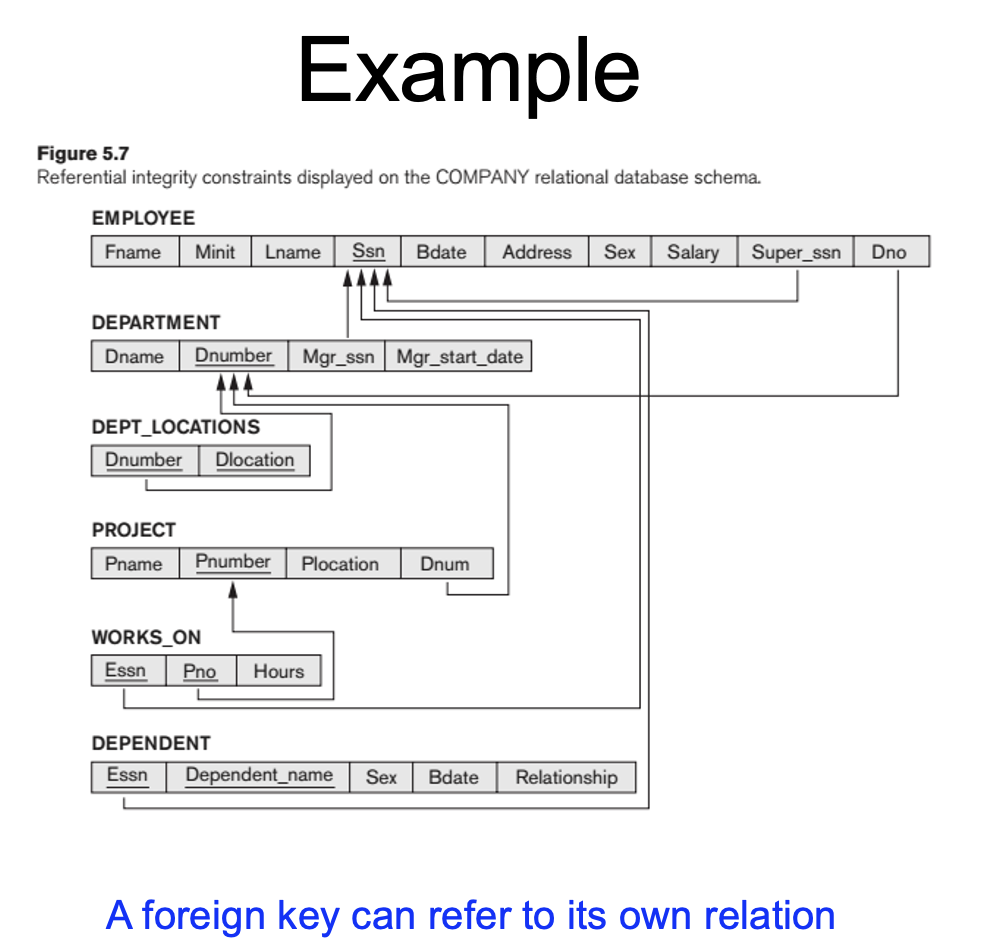 Example
Figure 5.7
Referential integrity constraints displayed on the COMPANY relational database schema.
EMPLOYEE
Fname Minit Lname Ssn Bdate Address Sex Salary Super_ssn Dno
DEPARTMENT
Dname Dnumber Mgr_ssn Mgr_start_date
DEPT_LOCATIONS
Dnumber Dlocation
PROJECT
Pname Pnumber Plocation Dnum
WORKS_ON
Essn Pno Hours
DEPENDENT
Essn Dependent_name Sex Bdate Relationship
A foreign key can refer to its own relation